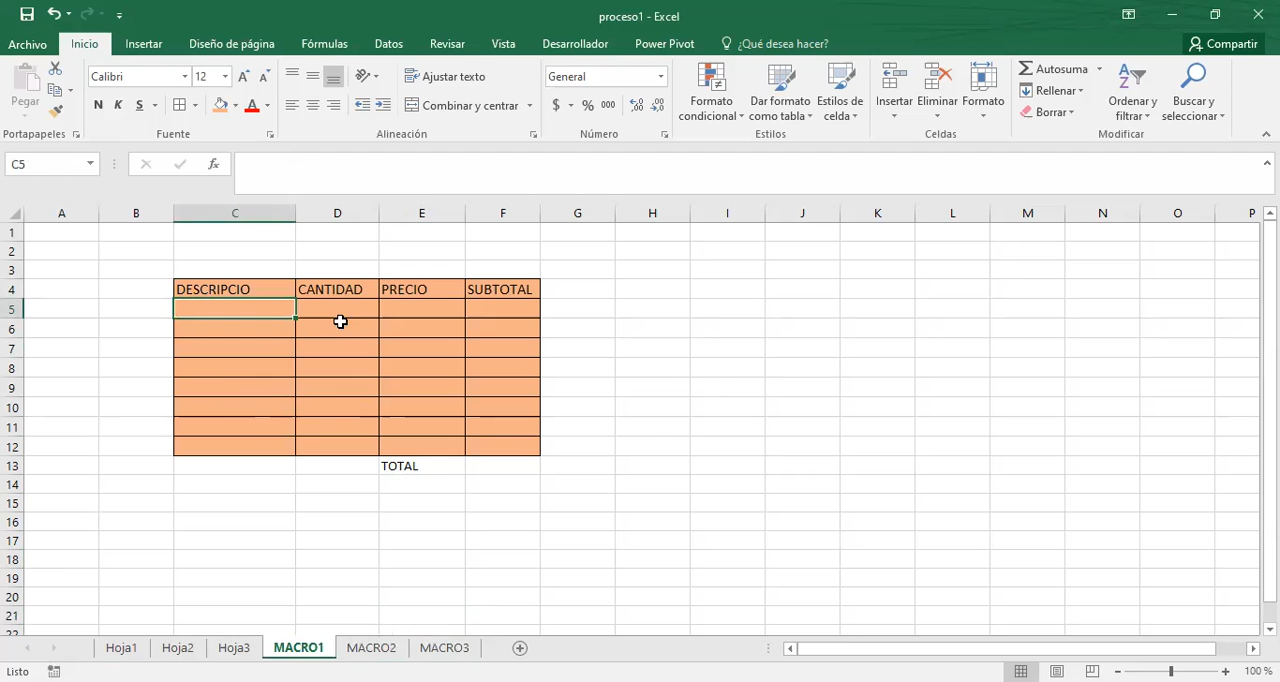 proceso1 - Excel
Archivo Inicio Insertar Diseño de página Fórmulas Datos Revisar Vista Desarrollador Power Pivot ¿Qué desea hacer? Compartir
Pegar
Calibri 12
N K S
A A
Ajustar texto
Combinar y centrar
General
$ % 000
Formato condicional
Dar formato como tabla
Estilos de celda
Insertar Eliminar Formato
Autosuma
Rellenar
Borrar
Ordenar y filtrar
Buscar y seleccionar
Portapapeles Fuente Alineación Número Estilos Celdas Modificar
C5 fx
A B C D E F G H I J K L M N O P
1
2
3
4 DESCRIPCIO CANTIDAD PRECIO SUBTOTAL
5
6
7
8
9
10
11
12
13 TOTAL
14
15
16
17
18
19
20
21
22
Hoja1 Hoja2 Hoja3 MACRO1 MACRO2 MACRO3
Listo 100 %